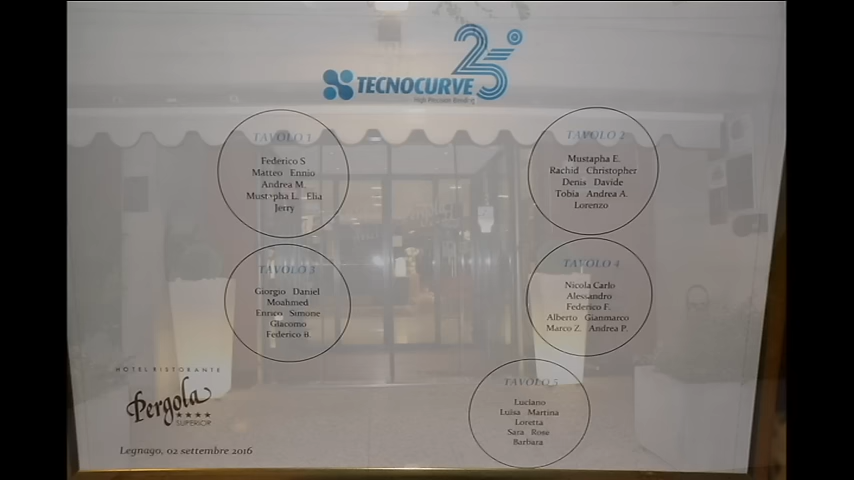 25°
TECNOCURVE
High Precision Bending
TAVOLO 1
Federico S
Matteo Ennio
Andrea M.
Mustapha L. Elia
Jerry
TAVOLO 2
Mustapha E.
Rachid Christopher
Denis Davide
Tobia Andrea A.
Lorenzo
TAVOLO 3
Giorgio Daniel
Moahmed
Enrico Simone
Giacomo
Federico B.
TAVOLO 4
Nicola Carlo
Alessandro
Federico F.
Alberto Gianmarco
Marco Z. Andrea P.
TAVOLO 5
Luciano
Luisa Martina
Loretta
Sara Rose
Barbara
HOTEL RISTORANTE
Pergola
★★★★
SUPERIOR
Legnago, 02 settembre 2016